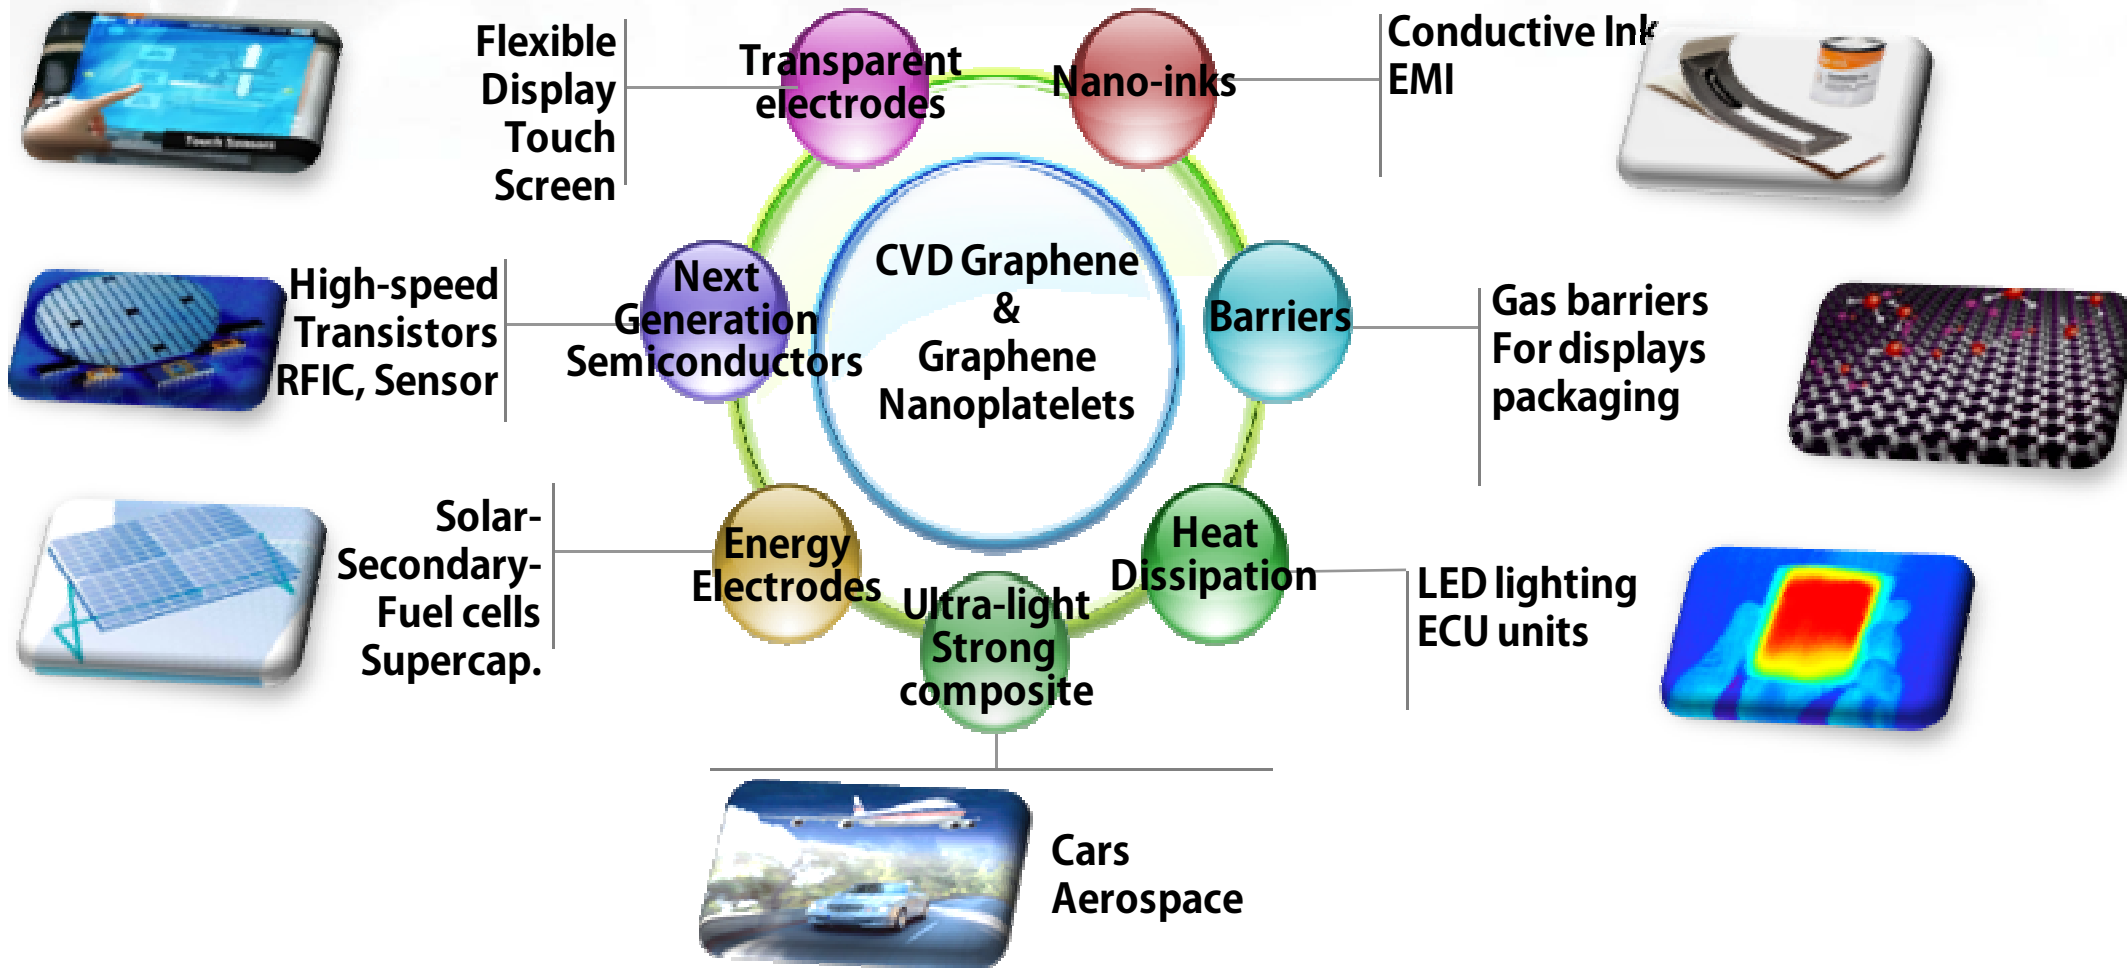 Flexible
Display
Touch
Screen
Transparent
electrodes
Nano-inks
Conductive Ink
EMI
Touch Sensors
High-speed
Transistors
RFIC, Sensor
Next
Generation
Semiconductors
CVD Graphene
&
Graphene
Nanoplatelets
Barriers
Gas barriers
For displays
packaging
Solar-
Secondary-
Fuel cells
Supercap.
Energy
Electrodes
Ultra-light
Strong
composite
Heat
Dissipation
LED lighting
ECU units
Cars
Aerospace